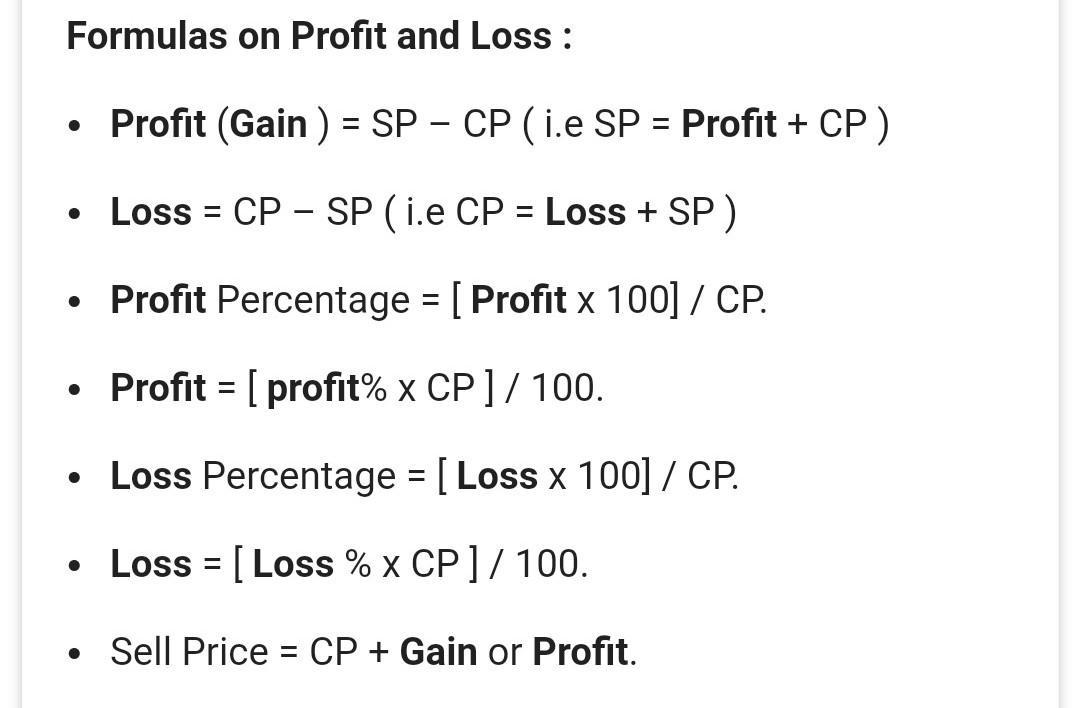 Formulas on Profit and Loss :
• Profit (Gain ) = SP – CP ( i.e SP = Profit + CP )
• Loss = CP – SP ( i.e CP = Loss + SP )
• Profit Percentage = [ Profit x 100] / CP.
• Profit = [ profit% x CP ] / 100.
• Loss Percentage = [ Loss x 100] / CP.
• Loss = [ Loss % x CP ] / 100.
• Sell Price = CP + Gain or Profit.